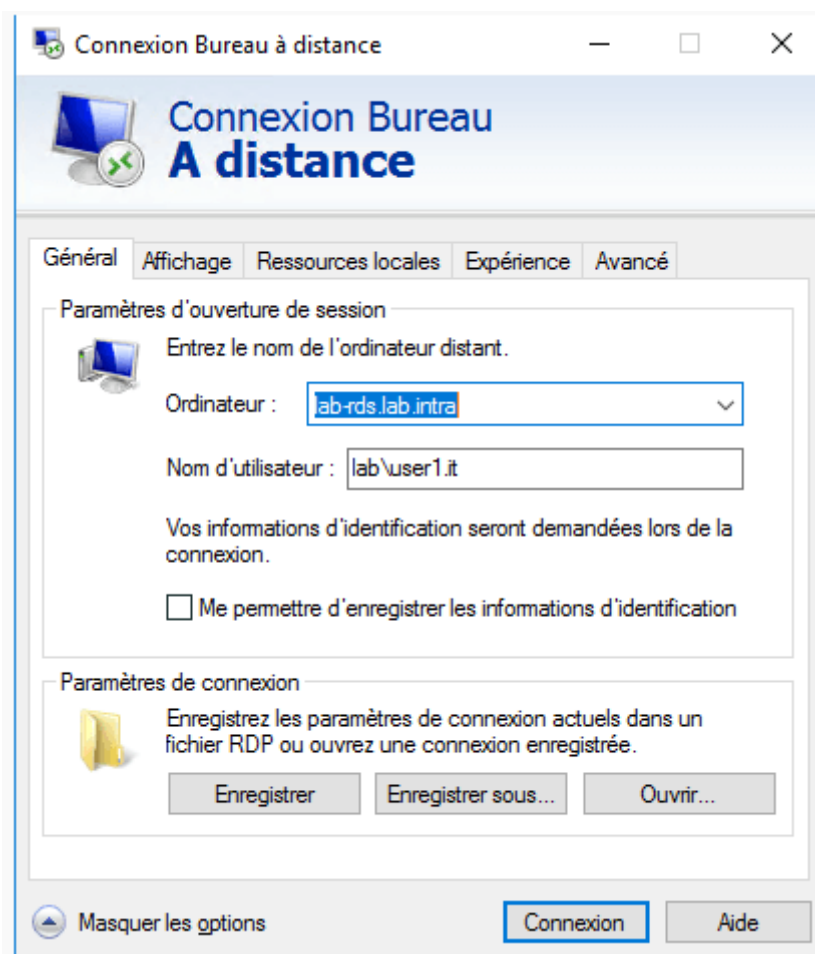 Connexion Bureau à distance
Connexion Bureau
A distance
Général Affichage Ressources locales Expérience Avancé
Paramètres d'ouverture de session
Entrez le nom de l'ordinateur distant.
Ordinateur : lab-rds.lab.intra
Nom d'utilisateur : lab\user1.it
Vos informations d'identification seront demandées lors de la
connexion.
Me permettre d'enregistrer les informations d'identification
Paramètres de connexion
Enregistrez les paramètres de connexion actuels dans un
fichier RDP ou ouvrez une connexion enregistrée.
Enregistrer Enregistrer sous... Ouvrir...
Masquer les options Connexion Aide